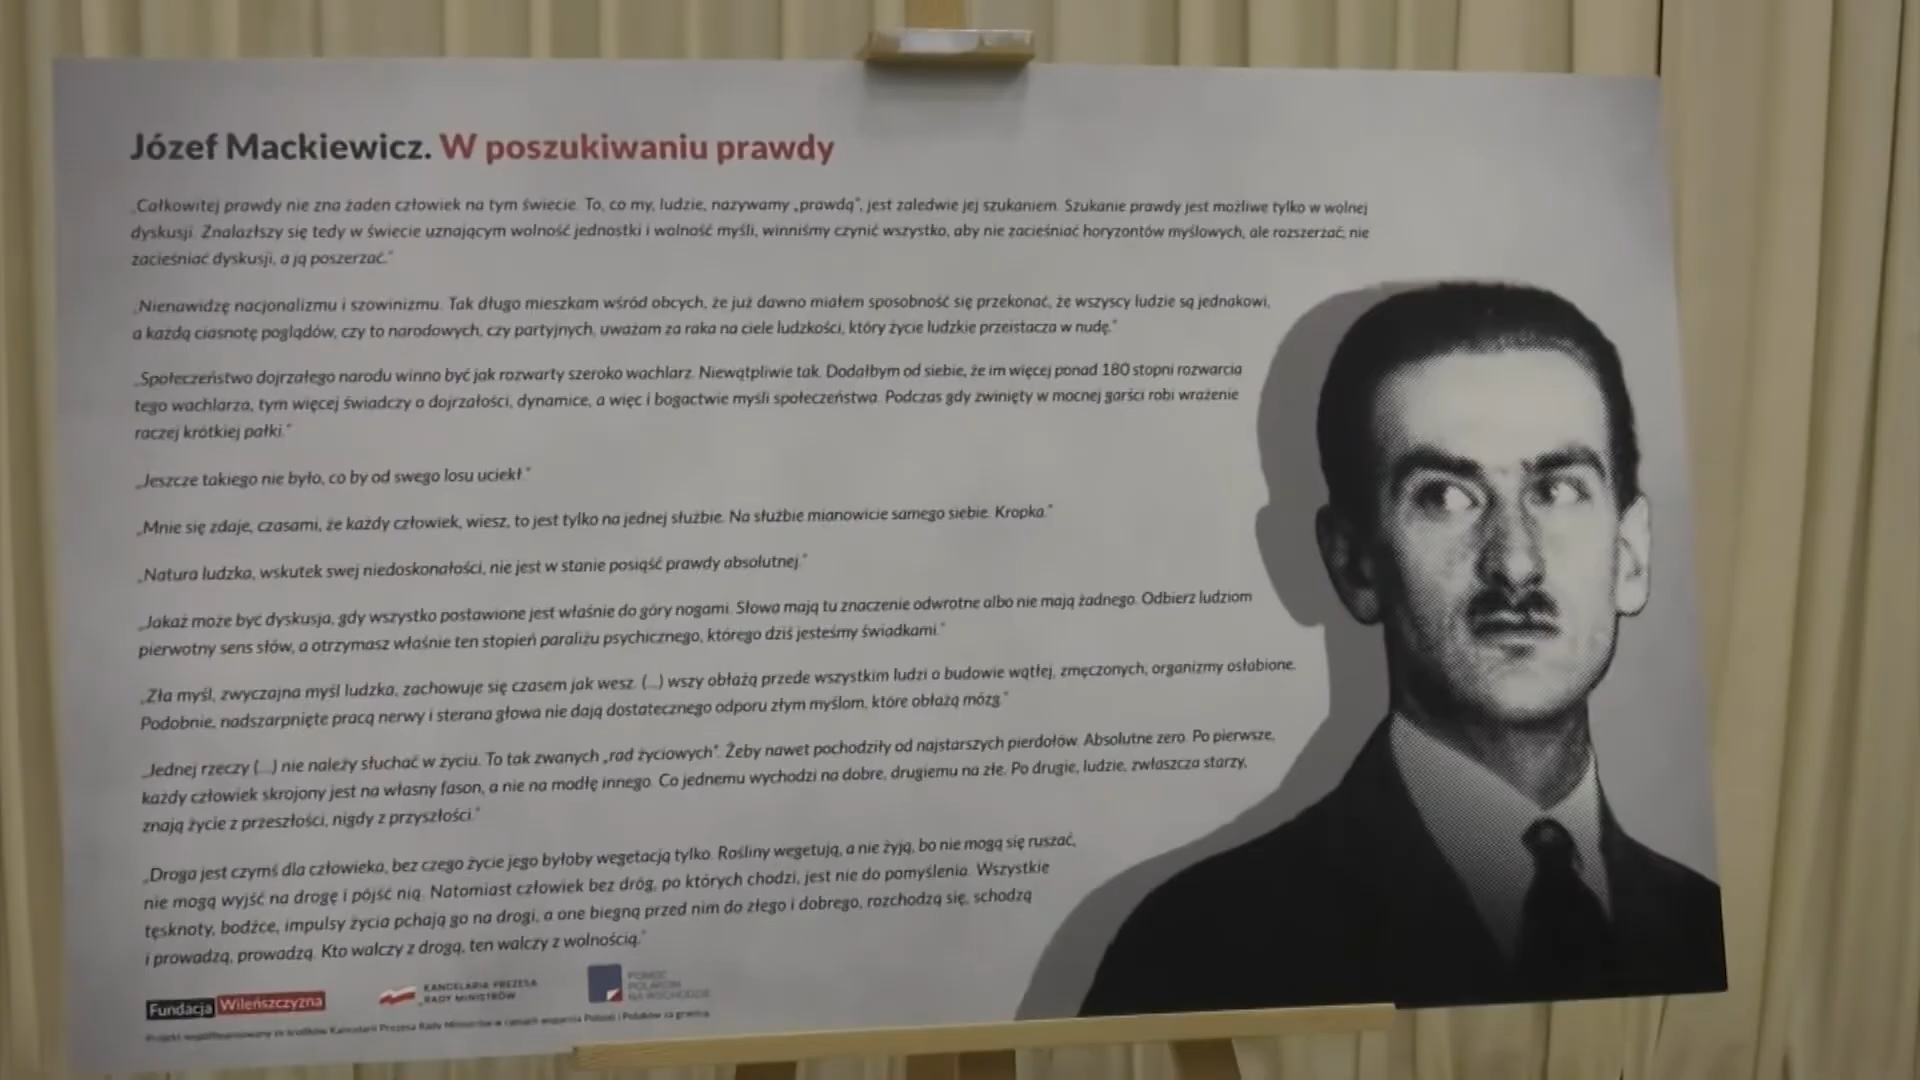 Józef Mackiewicz. W poszukiwaniu prawdy
„Całkowitej prawdy nie zna żaden człowiek na tym świecie. To, co my, ludzie, nazywamy „prawdą”, jest zaledwie jej szukaniem. Szukanie prawdy jest możliwe tylko w wolnej
dyskusji. Znalazłszy się tedy w świecie uznającym wolność jednostki i wolność myśli, winniśmy czynić wszystko, aby nie zacieśniać horyzontów myślowych, ale rozszerzać, nie
zacieśniać dyskusji, a ją poszerzać.”
„Nienawidzę nacjonalizmu i szowinizmu. Tak długo mieszkam wśród obcych, że już dawno miałem sposobność się przekonać, że wszyscy ludzie są jednakowi,
a każdą ciasnotę poglądów, czy to narodowych, czy partyjnych, uważam za raka na ciele ludzkości, który życie ludzkie przeistacza w nudę.”
„Społeczeństwo dojrzałego narodu winno być jak rozwarty szeroko wachlarz. Niewątpliwie tak. Dodałbym od siebie, że im więcej ponad 180 stopni rozwarcia
tego wachlarza, tym więcej świadczy o dojrzałości, dynamice, a więc i bogactwie myśli społeczeństwa. Podczas gdy zwinięty w mocnej garści robi wrażenie
raczej krótkiej pałki.”
„Jeszcze takiego nie było, co by od swego losu uciekł.”
„Mnie się zdaje, czasami, że każdy człowiek, wiesz, to jest tylko na jednej służbie. Na służbie mianowicie samego siebie. Kropka.”
„Natura ludzka, wskutek swej niedoskonałości, nie jest w stanie posiąść prawdy absolutnej.”
„Jakaż może być dyskusja, gdy wszystko postawione jest właśnie do góry nogami. Słowa mają tu znaczenie odwrotne albo nie mają żadnego. Odbierz ludziom
pierwotny sens słów, a otrzymasz właśnie ten stopień paraliżu psychicznego, którego dziś jesteśmy świadkami.”
„Zła myśl, zwyczajna myśl ludzka, zachowuje się czasem jak wesz. (...) wszy obłażą przede wszystkim ludzi o budowie wątłej, zmęczonych, organizmy osłabione.
Podobnie, nadszarpnięte pracą nerwy i sterana głowa nie dają dostatecznego odporu złym myślom, które obłażą mózg.”
„Jednej rzeczy (...) nie należy słuchać w życiu. To tak zwanych „rad życiowych”. Żeby nawet pochodziły od najstarszych pierdołów. Absolutne zero. Po pierwsze,
każdy człowiek skrojony jest na własny fason, a nie na modłę innego. Co jednemu wychodzi na dobre, drugiemu na złe. Po drugie, ludzie, zwłaszcza starzy,
znają życie z przeszłości, nigdy z przyszłości.”
„Droga jest czymś dla człowieka, bez czego życie jego byłoby wegetacją tylko. Rośliny wegetują, a nie żyją, bo nie mogą się ruszać,
nie mogą wyjść na drogę i pójść nią. Natomiast człowiek bez dróg, po których chodzi, jest nie do pomyślenia. Wszystkie
tęsknoty, bodźce, impulsy życia pchają go na drogi, a one biegną przed nim do złego i dobrego, rozchodzą się, schodzą
i prowadzą, prowadzą. Kto walczy z drogą, ten walczy z wolnością.”
Fundacja Wileńszczyzna
KANCELARIA PREZESA
RADY MINISTRÓW
POMOC
POLAKOM
NA WSCHODZIE
Projekt współfinansowany ze środków Kancelarii Prezesa Rady Ministrów w ramach wsparcia Polonii i Polaków za granicą